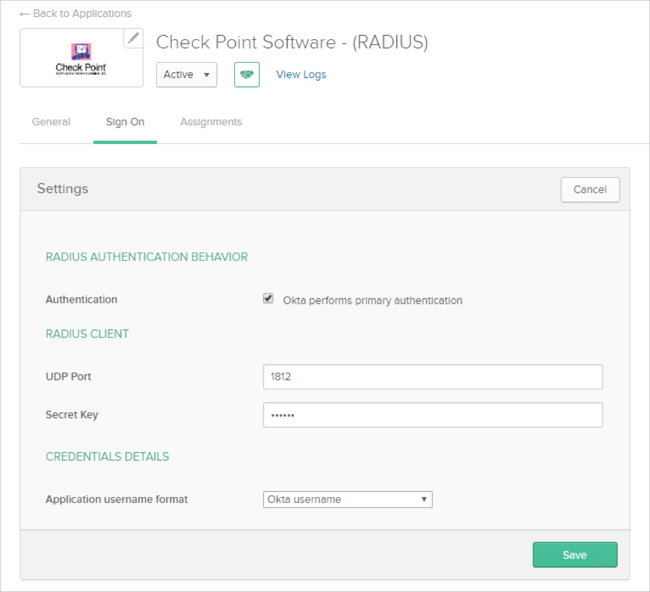 ← Back to Applications
Check Point Software - (RADIUS)
Check Point
Active ▼
View Logs
General
Sign On
Assignments
Settings
Cancel
RADIUS AUTHENTICATION BEHAVIOR
Authentication
Okta performs primary authentication
RADIUS CLIENT
UDP Port
1812
Secret Key
••••••
CREDENTIALS DETAILS
Application username format
Okta username ▼
Save